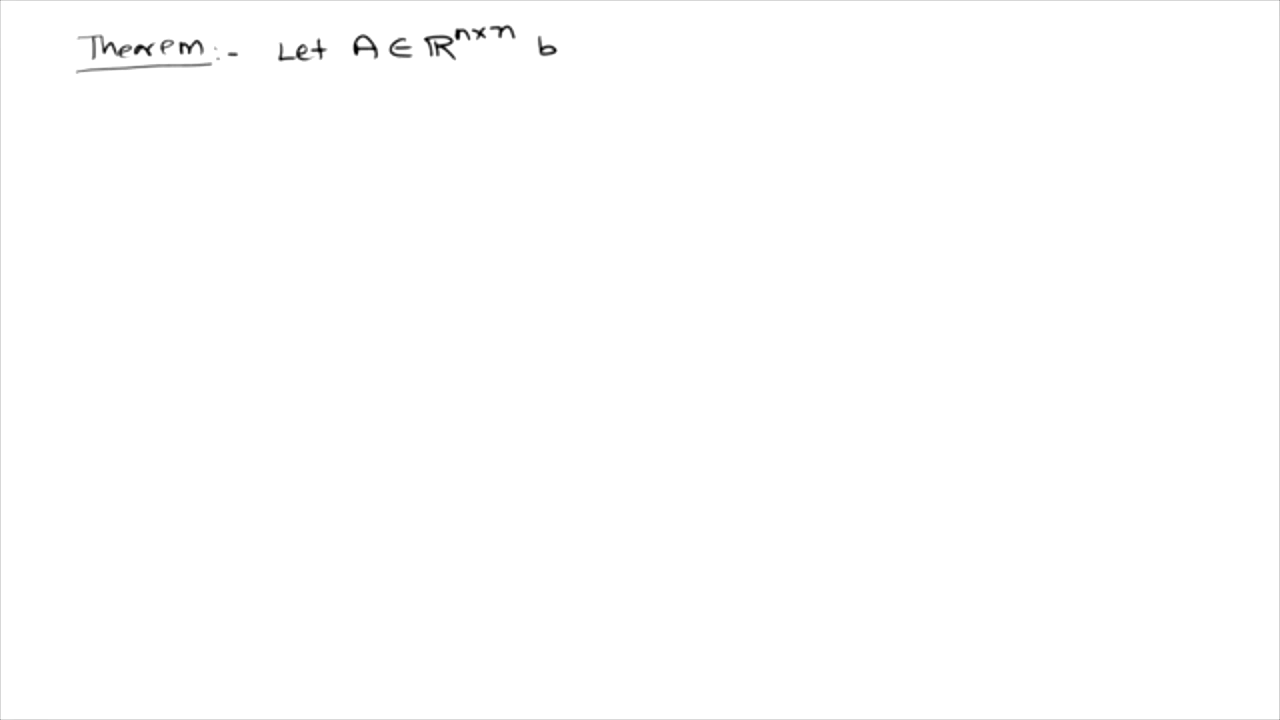 Theorem:- Let A ∈ ℝ^{n×n} b